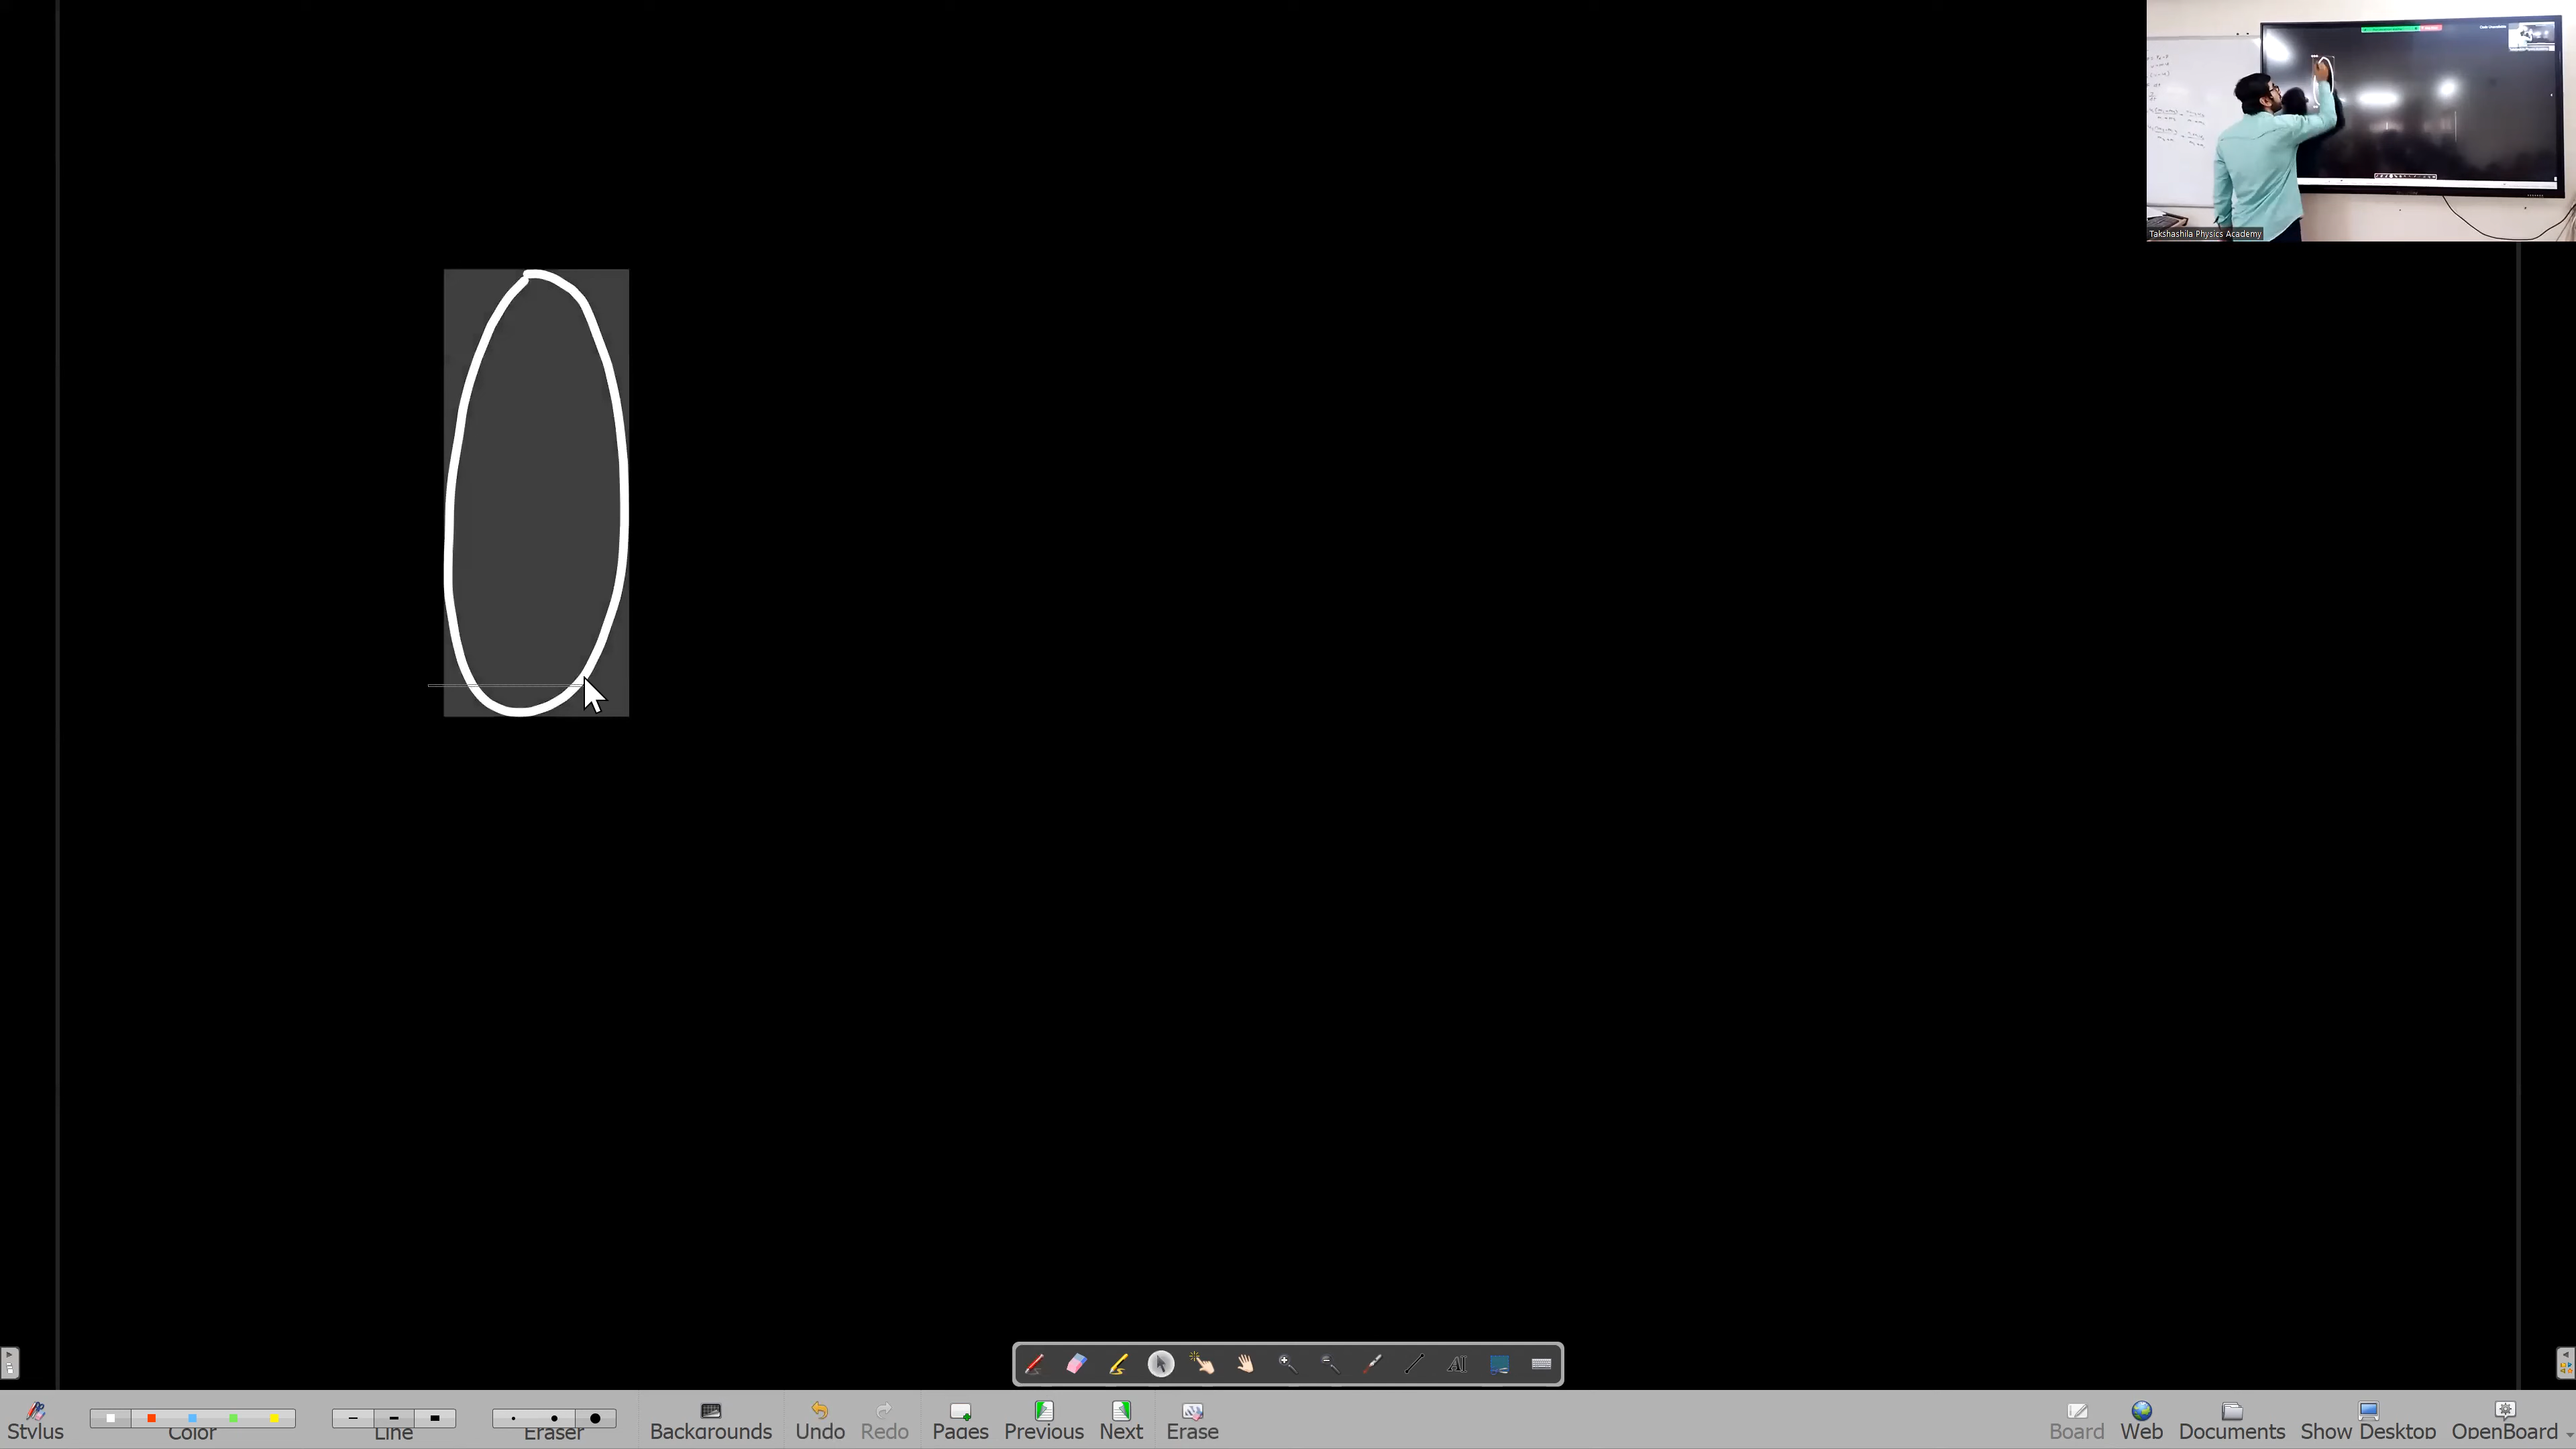 Takshashila Physics Academy
Stylus
Color
Line
Eraser
Backgrounds
Undo
Redo
Pages
Previous
Next
Erase
Board
Web
Documents
Show Desktop
OpenBoard
AI